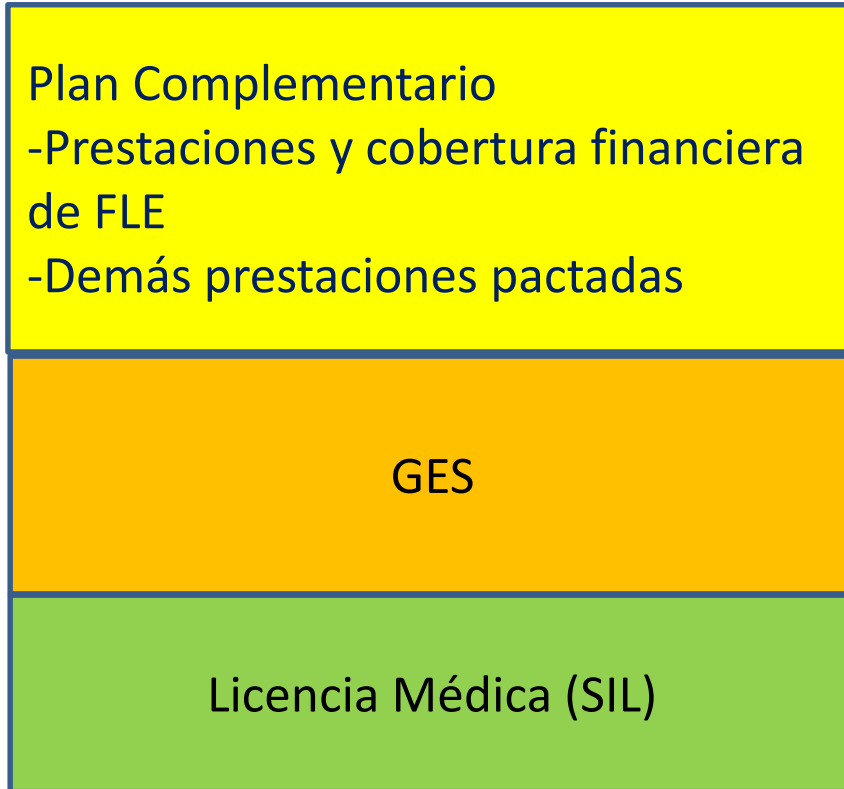 Plan Complementario
-Prestaciones y cobertura financiera
de FLE
-Demás prestaciones pactadas
GES
Licencia Médica (SIL)